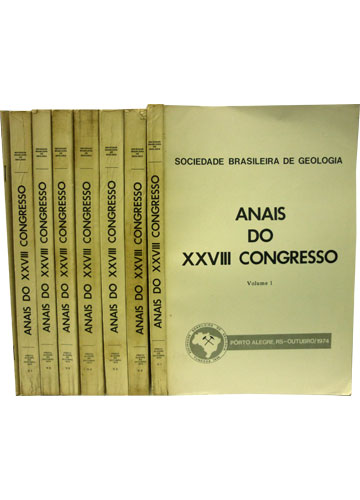 ANAIS DO XXVIII CONGRESSO
ANAIS DO XXVIII CONGRESSO
ANAIS DO XXVIII CONGRESSO
ANAIS DO XXVIII CONGRESSO
ANAIS DO XXVIII CONGRESSO
ANAIS DO XXVIII CONGRESSO
ANAIS DO XXVIII CONGRESSO
SOCIEDADE BRASILEIRA DE GEOLOGIA
ANAIS
DO
XXVIII CONGRESSO
Volume 1
PORTO ALEGRE, RS-OUTUBRO/1974